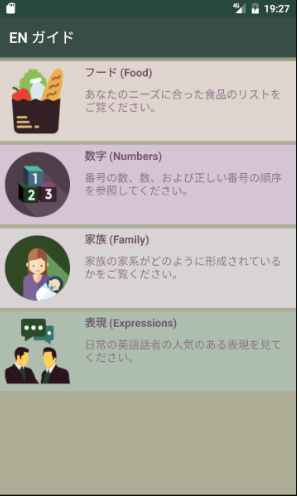 4G 19:27
EN ガイド
フード (Food)
あなたのニーズに合った食品のリストを
ご覧ください。
数字 (Numbers)
番号の数、数、および正しい番号の順序
を参照してください。
1
2 3
家族 (Family)
家族の家系がどのように形成されている
かをご覧ください。
表現 (Expressions)
日常の英語話者の人気のある表現を見て
ください。